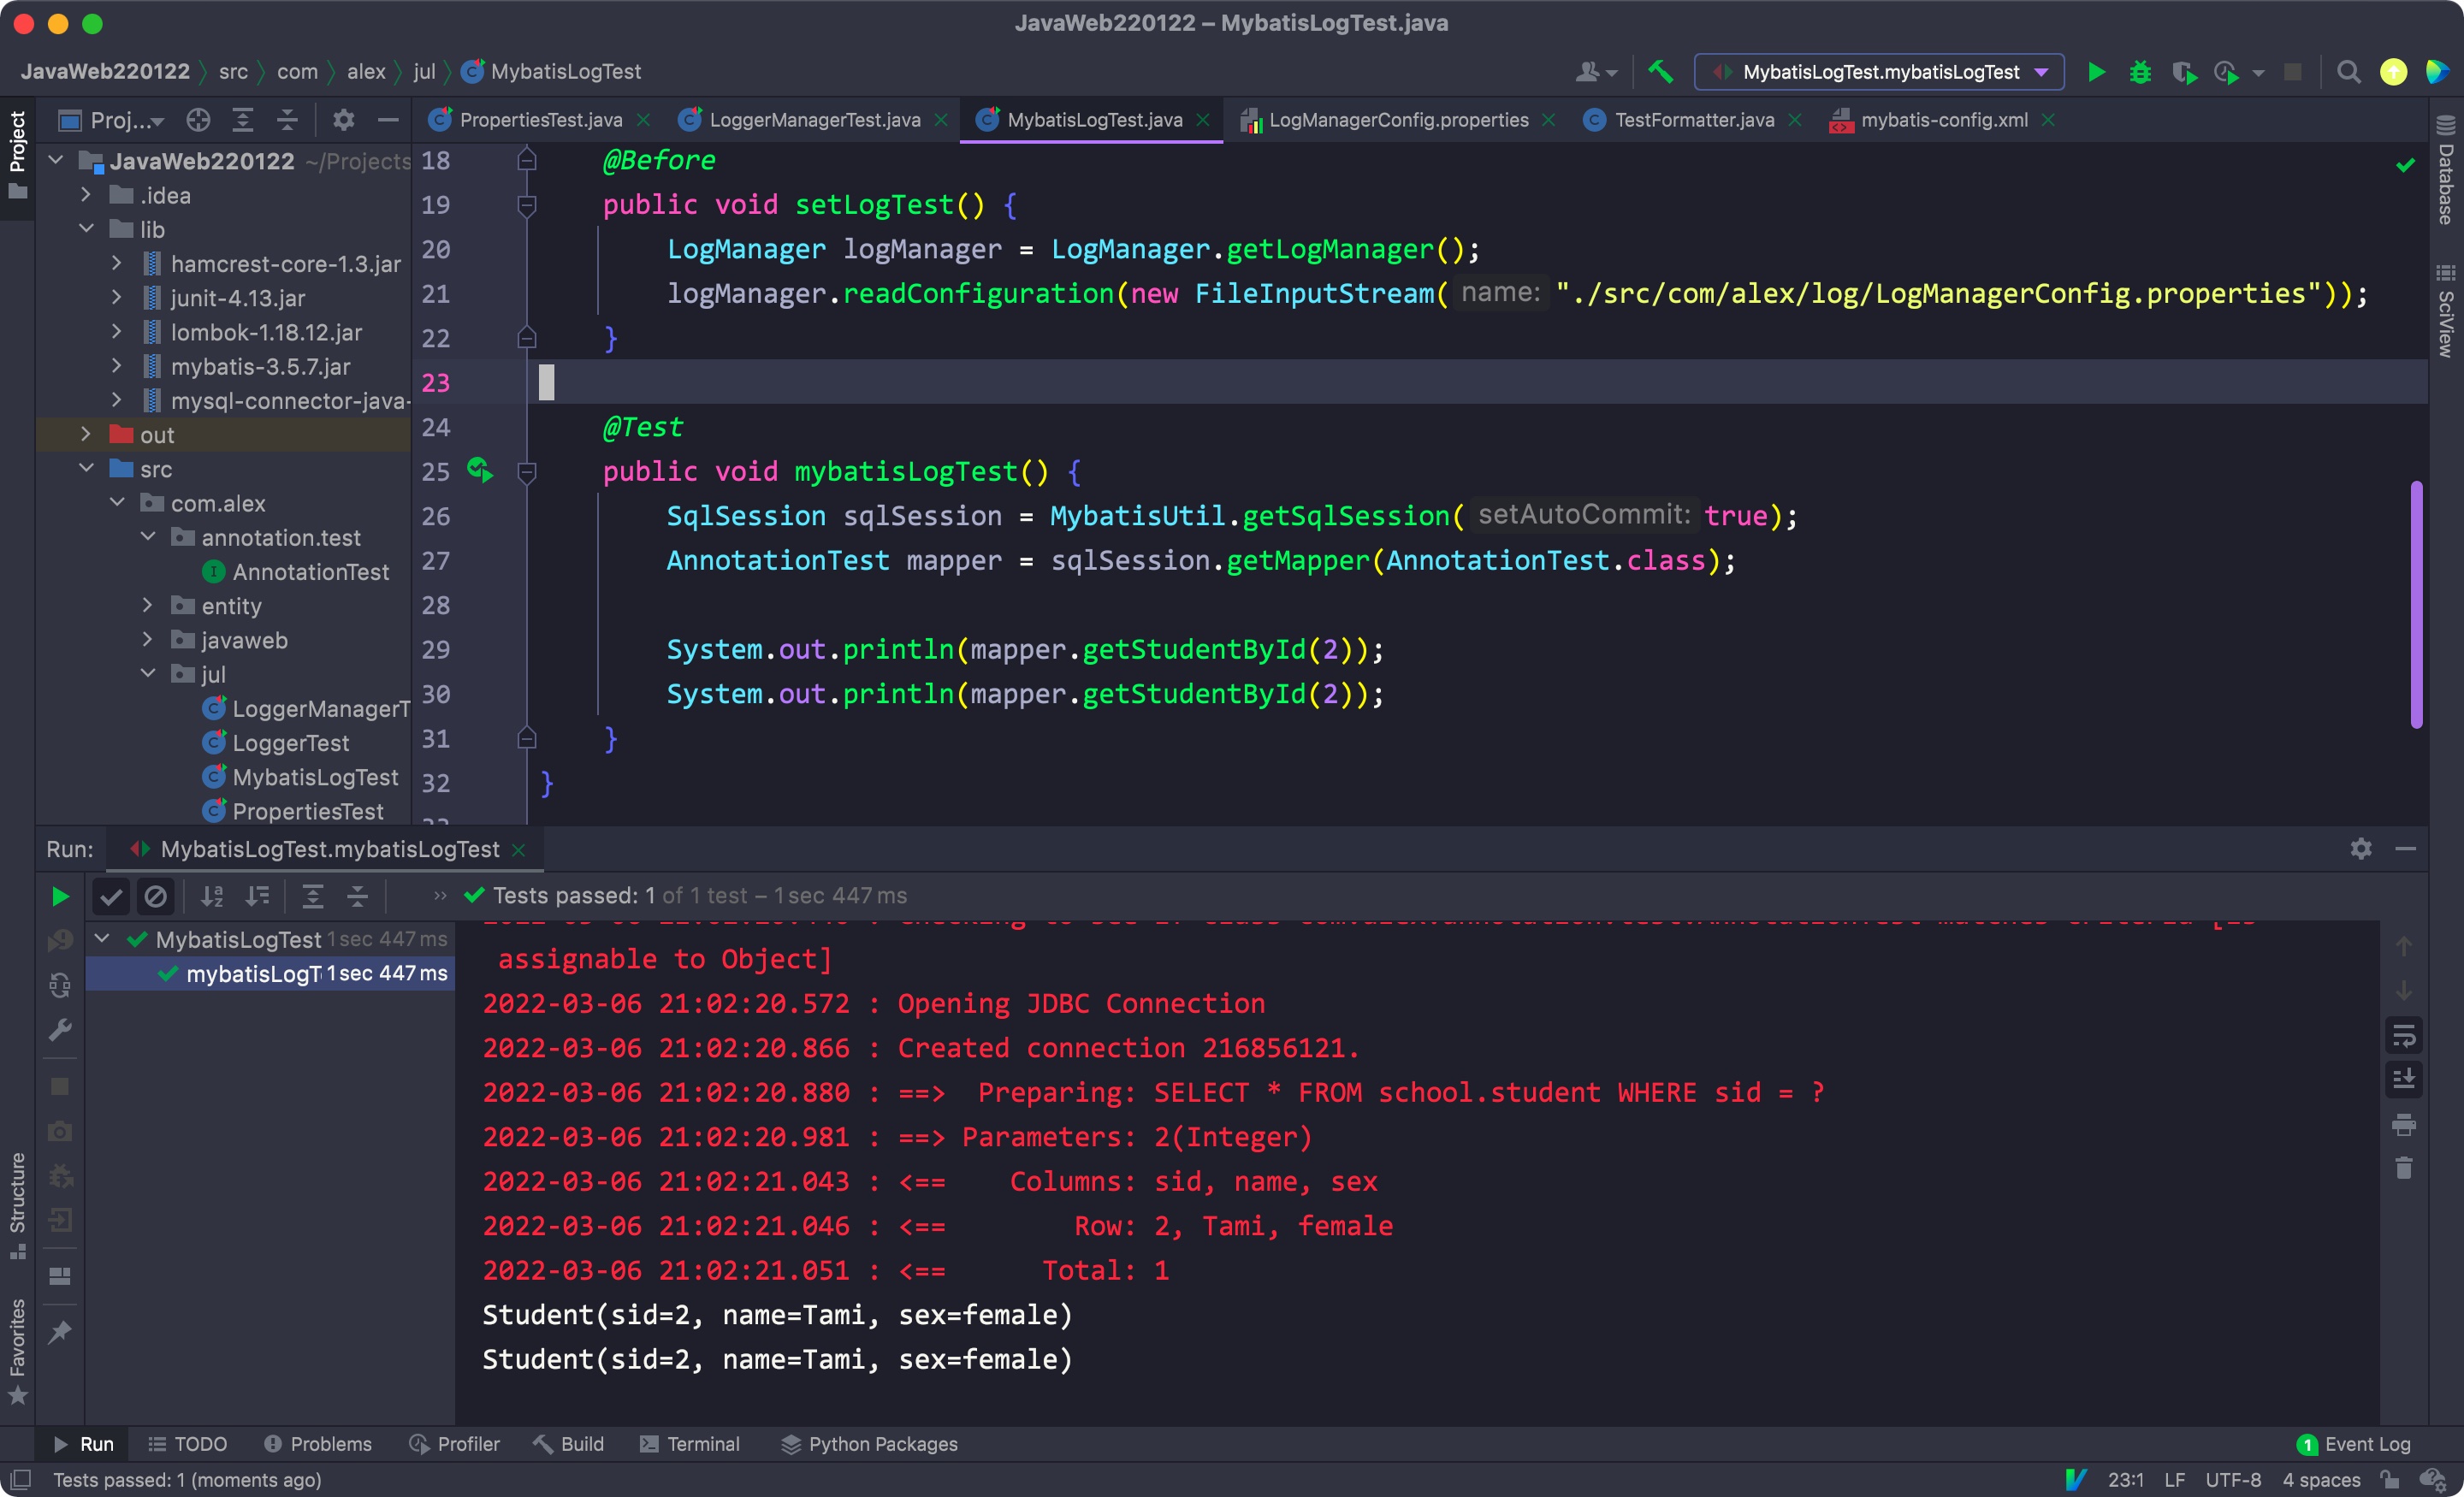 JavaWeb220122 – MybatisLogTest.java
JavaWeb220122 src com alex jul MybatisLogTest
MybatisLogTest.mybatisLogTest
Project
Proj...
PropertiesTest.java
LoggerManagerTest.java
MybatisLogTest.java
LogManagerConfig.properties
TestFormatter.java
mybatis-config.xml
JavaWeb220122 ~/Projects
.idea
lib
hamcrest-core-1.3.jar
junit-4.13.jar
lombok-1.18.12.jar
mybatis-3.5.7.jar
mysql-connector-java-
out
src
com.alex
annotation.test
AnnotationTest
entity
javaweb
jul
LoggerManagerT
LoggerTest
MybatisLogTest
PropertiesTest
18 @Before
19 public void setLogTest() {
20 LogManager logManager = LogManager.getLogManager();
21 logManager.readConfiguration(new FileInputStream( name: "./src/com/alex/log/LogManagerConfig.properties"));
22 }
23
24 @Test
25 public void mybatisLogTest() {
26 SqlSession sqlSession = MybatisUtil.getSqlSession( setAutoCommit: true);
27 AnnotationTest mapper = sqlSession.getMapper(AnnotationTest.class);
28
29 System.out.println(mapper.getStudentById(2));
30 System.out.println(mapper.getStudentById(2));
31 }
32 }
Database
SciView
Run: MybatisLogTest.mybatisLogTest
Tests passed: 1 of 1 test – 1 sec 447 ms
MybatisLogTest 1 sec 447 ms
mybatisLogT 1 sec 447 ms
assignable to Object]
2022-03-06 21:02:20.572 : Opening JDBC Connection
2022-03-06 21:02:20.866 : Created connection 216856121.
2022-03-06 21:02:20.880 : ==>  Preparing: SELECT * FROM school.student WHERE sid = ?
2022-03-06 21:02:20.981 : ==> Parameters: 2(Integer)
2022-03-06 21:02:21.043 : <==    Columns: sid, name, sex
2022-03-06 21:02:21.046 : <==        Row: 2, Tami, female
2022-03-06 21:02:21.051 : <==      Total: 1
Student(sid=2, name=Tami, sex=female)
Student(sid=2, name=Tami, sex=female)
Structure
Favorites
Run TODO Problems Profiler Build Terminal Python Packages
1 Event Log
Tests passed: 1 (moments ago)
23:1 LF UTF-8 4 spaces